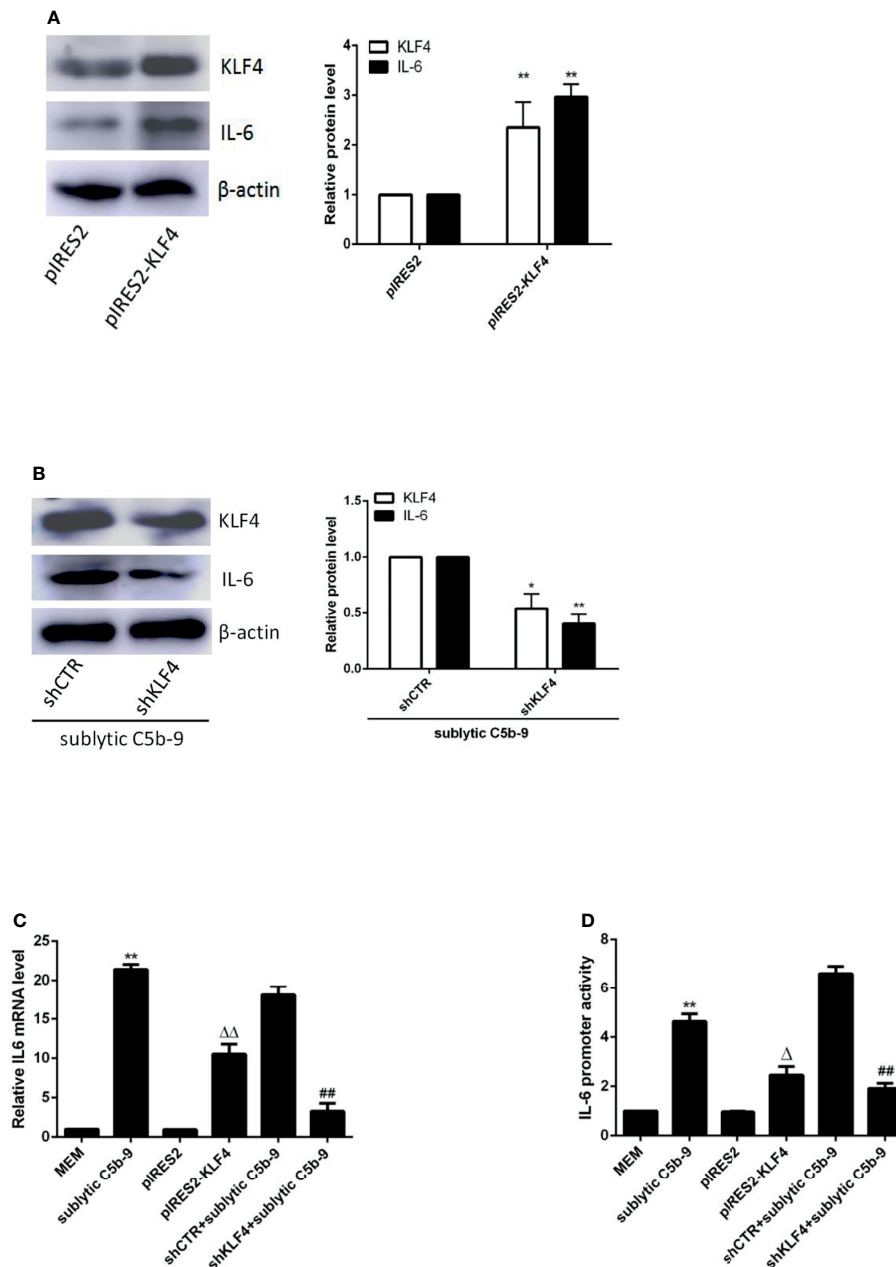 A
KLF4
IL-6
β-actin
pIRES2
pIRES2-KLF4
KLF4
IL-6
Relative protein level
4
3
2
1
0
**
**
pIRES2
pIRES2-KLF4
B
KLF4
IL-6
β-actin
shCTR
shKLF4
sublytic C5b-9
KLF4
IL-6
Relative protein level
1.5
1.0
0.5
0.0
*
**
shCTR
shKLF4
sublytic C5b-9
C
Relative IL6 mRNA level
25
20
15
10
5
0
**
ΔΔ
##
MEM
sublytic C5b-9
pIRES2
pIRES2-KLF4
shCTR+sublytic C5b-9
shKLF4+sublytic C5b-9
D
IL-6 promoter activity
8
6
4
2
0
**
Δ
##
MEM
sublytic C5b-9
pIRES2
pIRES2-KLF4
shCTR+sublytic C5b-9
shKLF4+sublytic C5b-9